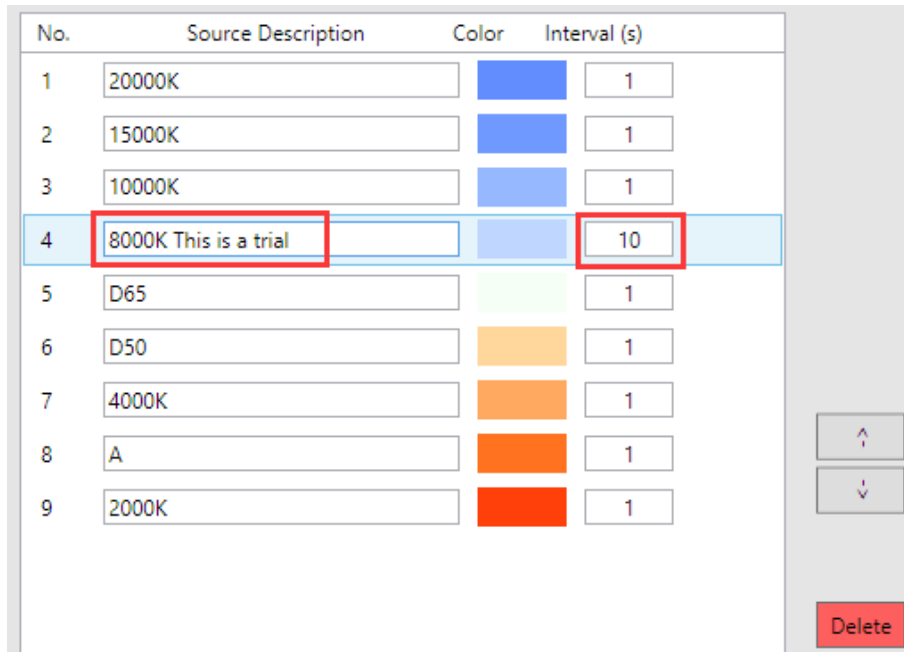 No. Source Description Color Interval (s)
1 20000K 1
2 15000K 1
3 10000K 1
4 8000K This is a trial 10
5 D65 1
6 D50 1
7 4000K 1
8 A 1
9 2000K 1
Delete